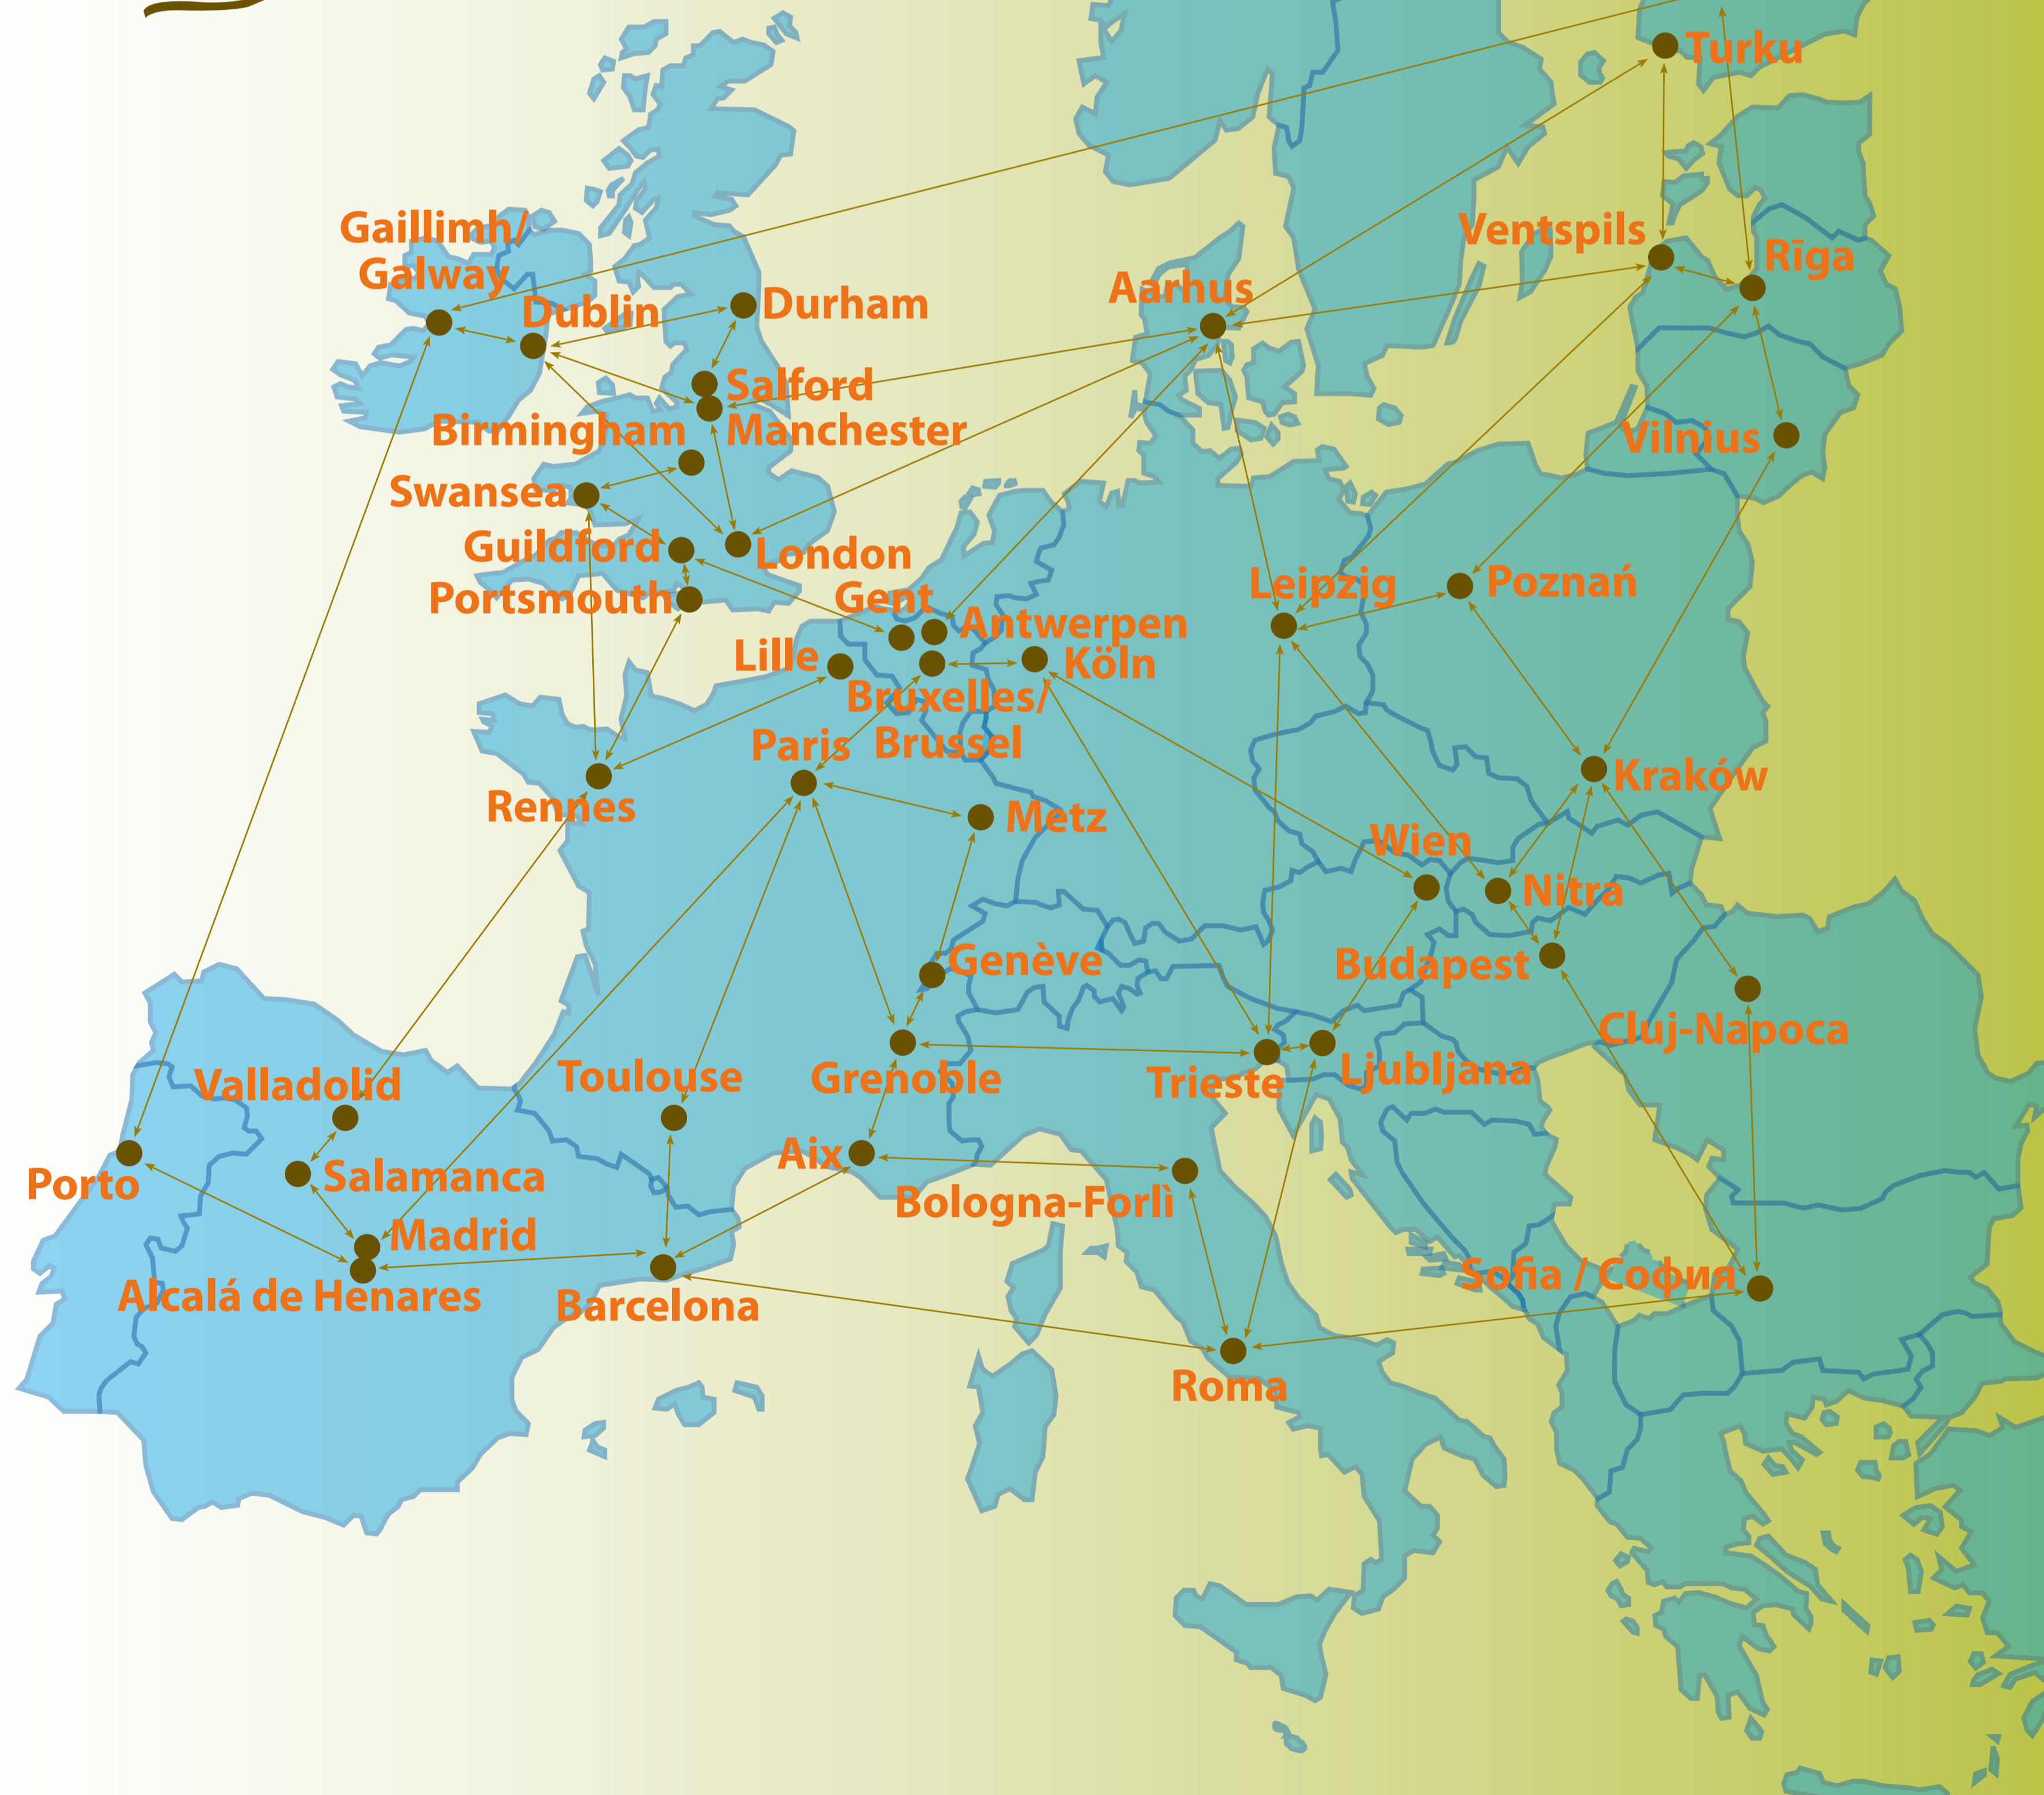 Turku
Gaillimh/
Galway
Ventspils
Rīga
Aarhus
Dublin
Durham
Salford
Birmingham
Manchester
Vilnius
Swansea
Guildford
London
Portsmouth
Gent
Leipzig
Poznań
Antwerpen
Lille
Köln
Bruxelles/
Brussel
Paris
Kraków
Rennes
Metz
Wien
Nitra
Genève
Budapest
Cluj-Napoca
Valladolid
Toulouse
Grenoble
Trieste
Ljubljana
Aix
Porto
Salamanca
Bologna-Forlì
Madrid
Alcalá de Henares
Barcelona
Sofia / София
Roma